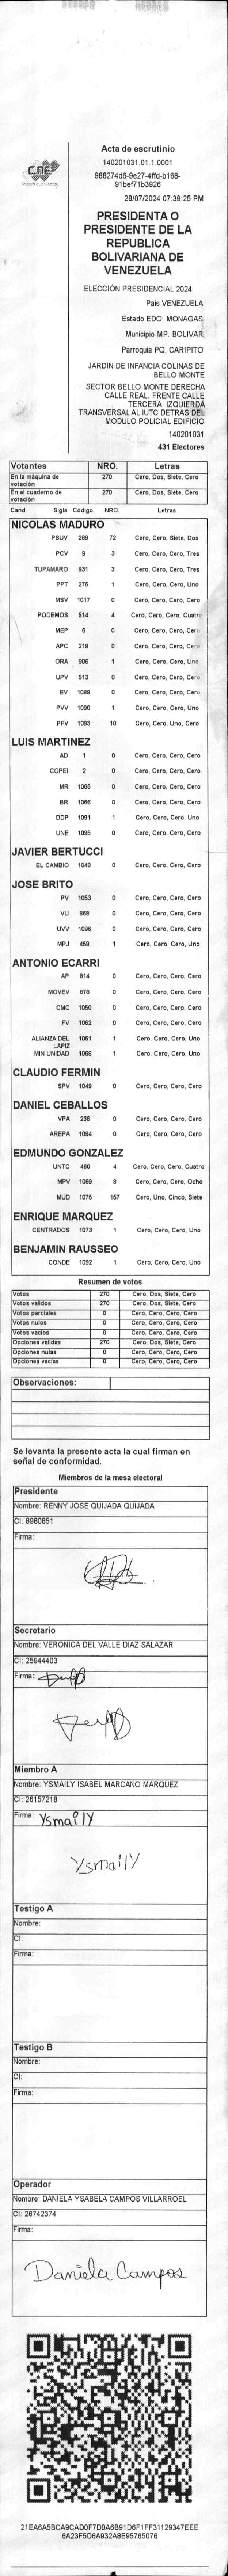 CNE
Acta de escrutinio
140201031.01.1.0001
988274d6-9e27-4ffd-b168-
91bef71b3926
28/07/2024 07:39:25 PM
PRESIDENTA O
PRESIDENTE DE LA
REPUBLICA
BOLIVARIANA DE
VENEZUELA
ELECCIÓN PRESIDENCIAL 2024
Pais VENEZUELA
Estado EDO. MONAGAS
Municipio MP. BOLIVAR
Parroquia PQ. CARIPITO
JARDIN DE INFANCIA COLINAS DE
BELLO MONTE
SECTOR BELLO MONTE DERECHA
CALLE REAL. FRENTE CALLE
TERCERA. IZQUIERDA
TRANSVERSAL AL IUTC DETRAS DEL
MODULO POLICIAL EDIFICIO
140201031
431 Electores
Votantes NRO. Letras
En la máquina de votación 270 Cero, Dos, Siete, Cero
En el cuaderno de votación 270 Cero, Dos, Siete, Cero
Cand. Sigla Código NRO. Letras
NICOLAS MADURO
PSUV 269 72 Cero, Cero, Siete, Dos
PCV 9 3 Cero, Cero, Cero, Tres
TUPAMARO 931 3 Cero, Cero, Cero, Tres
PPT 276 1 Cero, Cero, Cero, Uno
MSV 1017 0 Cero, Cero, Cero, Cero
PODEMOS 514 4 Cero, Cero, Cero, Cuatro
MEP 6 0 Cero, Cero, Cero, Cero
APC 219 0 Cero, Cero, Cero, Cero
ORA 906 1 Cero, Cero, Cero, Uno
UPV 513 0 Cero, Cero, Cero, Cero
EV 1089 0 Cero, Cero, Cero, Cero
PVV 1090 1 Cero, Cero, Cero, Uno
PFV 1093 10 Cero, Cero, Uno, Cero
LUIS MARTINEZ
AD 1 0 Cero, Cero, Cero, Cero
COPEI 2 0 Cero, Cero, Cero, Cero
MR 1065 0 Cero, Cero, Cero, Cero
BR 1066 0 Cero, Cero, Cero, Cero
DDP 1091 1 Cero, Cero, Cero, Uno
UNE 1095 0 Cero, Cero, Cero, Cero
JAVIER BERTUCCI
EL CAMBIO 1048 0 Cero, Cero, Cero, Cero
JOSE BRITO
PV 1053 0 Cero, Cero, Cero, Cero
VU 968 0 Cero, Cero, Cero, Cero
UVV 1096 0 Cero, Cero, Cero, Cero
MPJ 458 1 Cero, Cero, Cero, Uno
ANTONIO ECARRI
AP 814 0 Cero, Cero, Cero, Cero
MOVEV 878 0 Cero, Cero, Cero, Cero
CMC 1050 0 Cero, Cero, Cero, Cero
FV 1062 0 Cero, Cero, Cero, Cero
ALIANZA DEL LAPIZ 1051 1 Cero, Cero, Cero, Uno
MIN UNIDAD 1068 1 Cero, Cero, Cero, Uno
CLAUDIO FERMIN
SPV 1049 0 Cero, Cero, Cero, Cero
DANIEL CEBALLOS
VPA 236 0 Cero, Cero, Cero, Cero
AREPA 1094 0 Cero, Cero, Cero, Cero
EDMUNDO GONZALEZ
UNTC 460 4 Cero, Cero, Cero, Cuatro
MPV 1069 8 Cero, Cero, Cero, Ocho
MUD 1075 157 Cero, Uno, Cinco, Siete
ENRIQUE MARQUEZ
CENTRADOS 1073 1 Cero, Cero, Cero, Uno
BENJAMIN RAUSSEO
CONDE 1092 1 Cero, Cero, Cero, Uno
Resumen de votos
Votos 270 Cero, Dos, Siete, Cero
Votos validos 270 Cero, Dos, Siete, Cero
Votos parciales 0 Cero, Cero, Cero, Cero
Votos nulos 0 Cero, Cero, Cero, Cero
Votos vacios 0 Cero, Cero, Cero, Cero
Opciones validas 270 Cero, Dos, Siete, Cero
Opciones nulas 0 Cero, Cero, Cero, Cero
Opciones vacias 0 Cero, Cero, Cero, Cero
Observaciones:
Se levanta la presente acta la cual firman en
señal de conformidad.
Miembros de la mesa electoral
Presidente
Nombre: RENNY JOSE QUIJADA QUIJADA
CI: 8980851
Firma:
Secretario
Nombre: VERONICA DEL VALLE DIAZ SALAZAR
CI: 25944403
Firma:
Miembro A
Nombre: YSMAILY ISABEL MARCANO MARQUEZ
CI: 26157218
Firma: Ysmaily
Ysmaily
Testigo A
Nombre:
CI:
Firma:
Testigo B
Nombre:
CI:
Firma:
Operador
Nombre: DANIELA YSABELA CAMPOS VILLARROEL
CI: 26742374
Firma:
Daniela Campos
21EA6A5BCA9CAD0F7D0A6B91D6F1FF31129347EEE
6A23F5D6A932A8E95765076